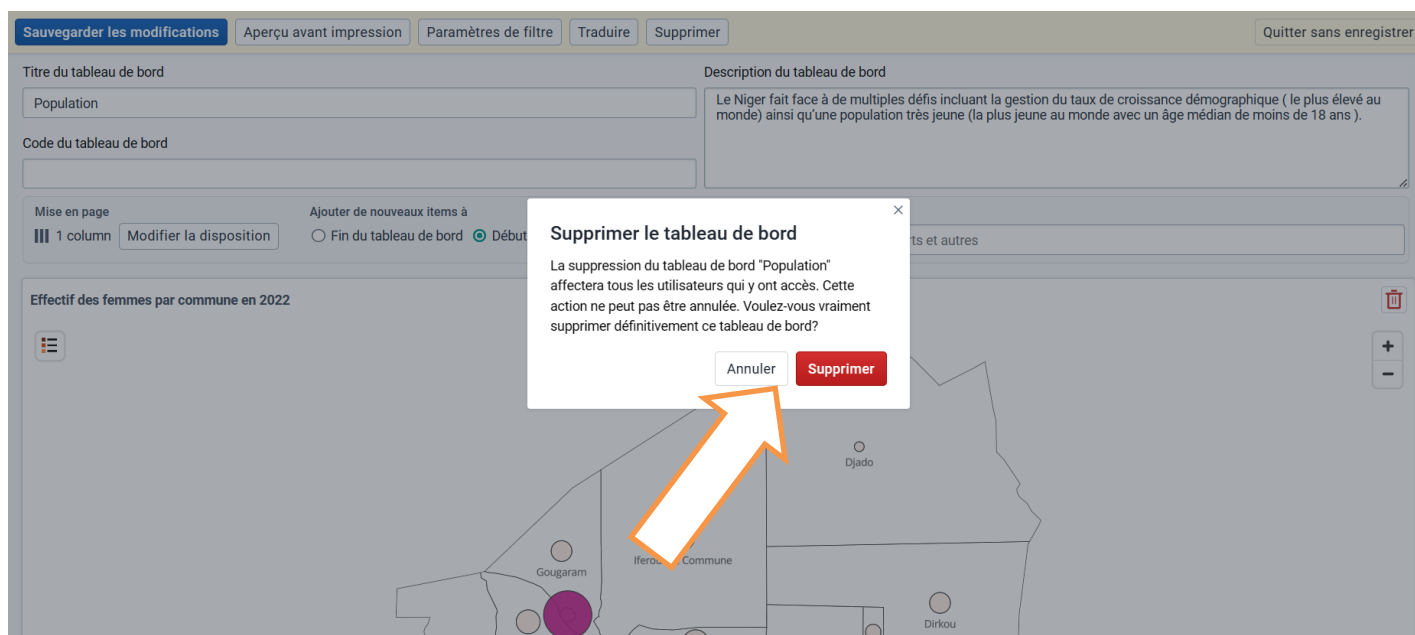 Sauvegarder les modifications
Aperçu avant impression
Paramètres de filtre
Traduire
Supprimer
Quitter sans enregistrer
Titre du tableau de bord
Population
Code du tableau de bord
Description du tableau de bord
Le Niger fait face à de multiples défis incluant la gestion du taux de croissance démographique ( le plus élevé au
monde) ainsi qu'une population très jeune (la plus jeune au monde avec un âge médian de moins de 18 ans ).
Mise en page
1 column
Modifier la disposition
Ajouter de nouveaux items à
Fin du tableau de bord
Début
et autres
Supprimer le tableau de bord
La suppression du tableau de bord "Population"
affectera tous les utilisateurs qui y ont accès. Cette
action ne peut pas être annulée. Voulez-vous vraiment
supprimer définitivement ce tableau de bord?
Annuler
Supprimer
Effectif des femmes par commune en 2022
Djado
Commune
Gougaram
Dirkou